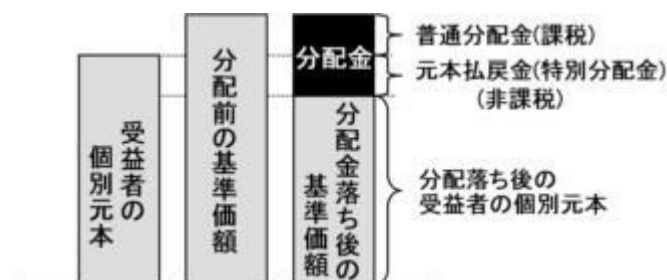 受益者の
個別元本
分配前の基準価額
分配金
分配金落ち後の
基準価額
普通分配金(課税)
元本払戻金(特別分配金)
(非課税)
分配落ち後の
受益者の個別元本